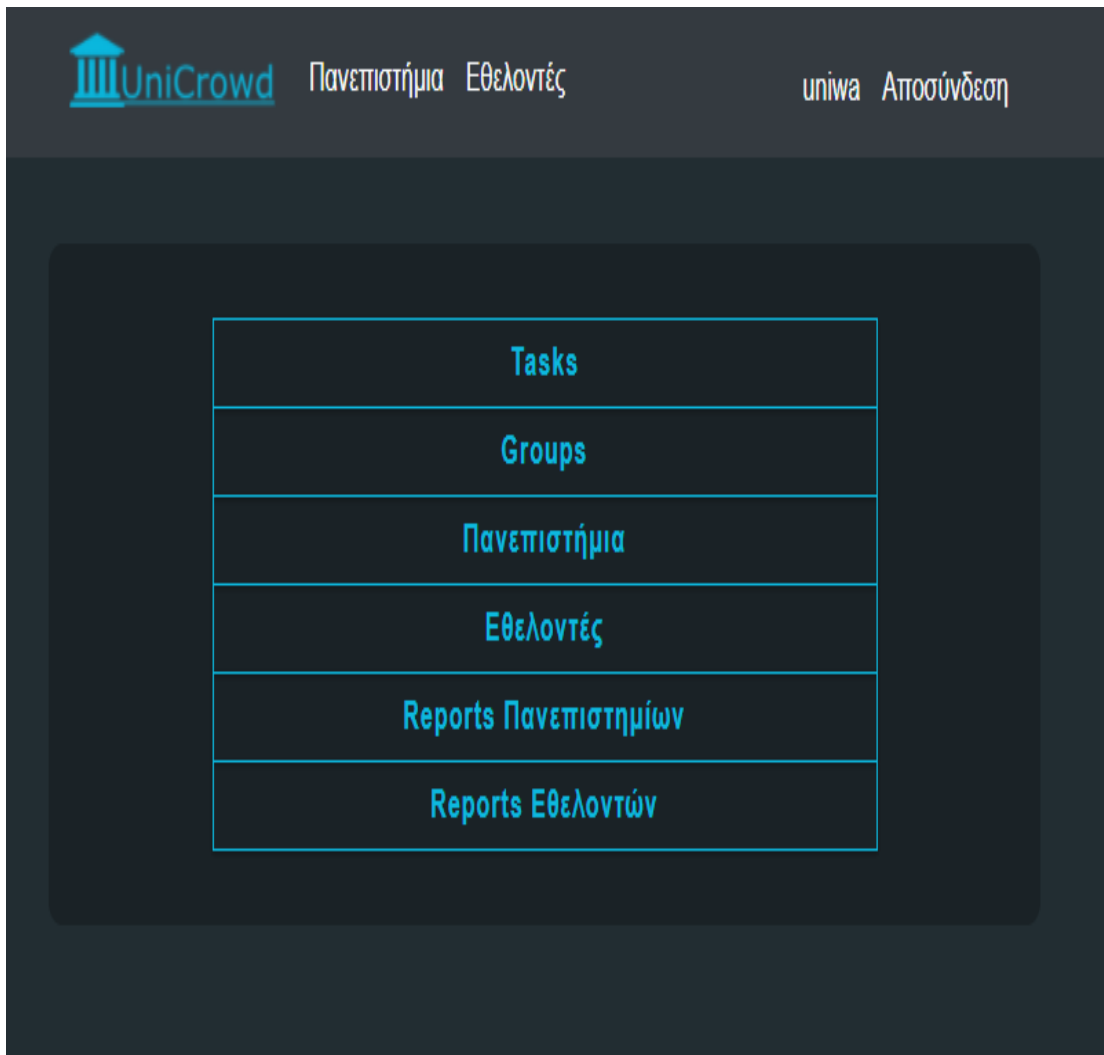 UniCrowd Πανεπιστήμια Εθελοντές uniwa Αποσύνδεση
Tasks
Groups
Πανεπιστήμια
Εθελοντές
Reports Πανεπιστημίων
Reports Εθελοντών